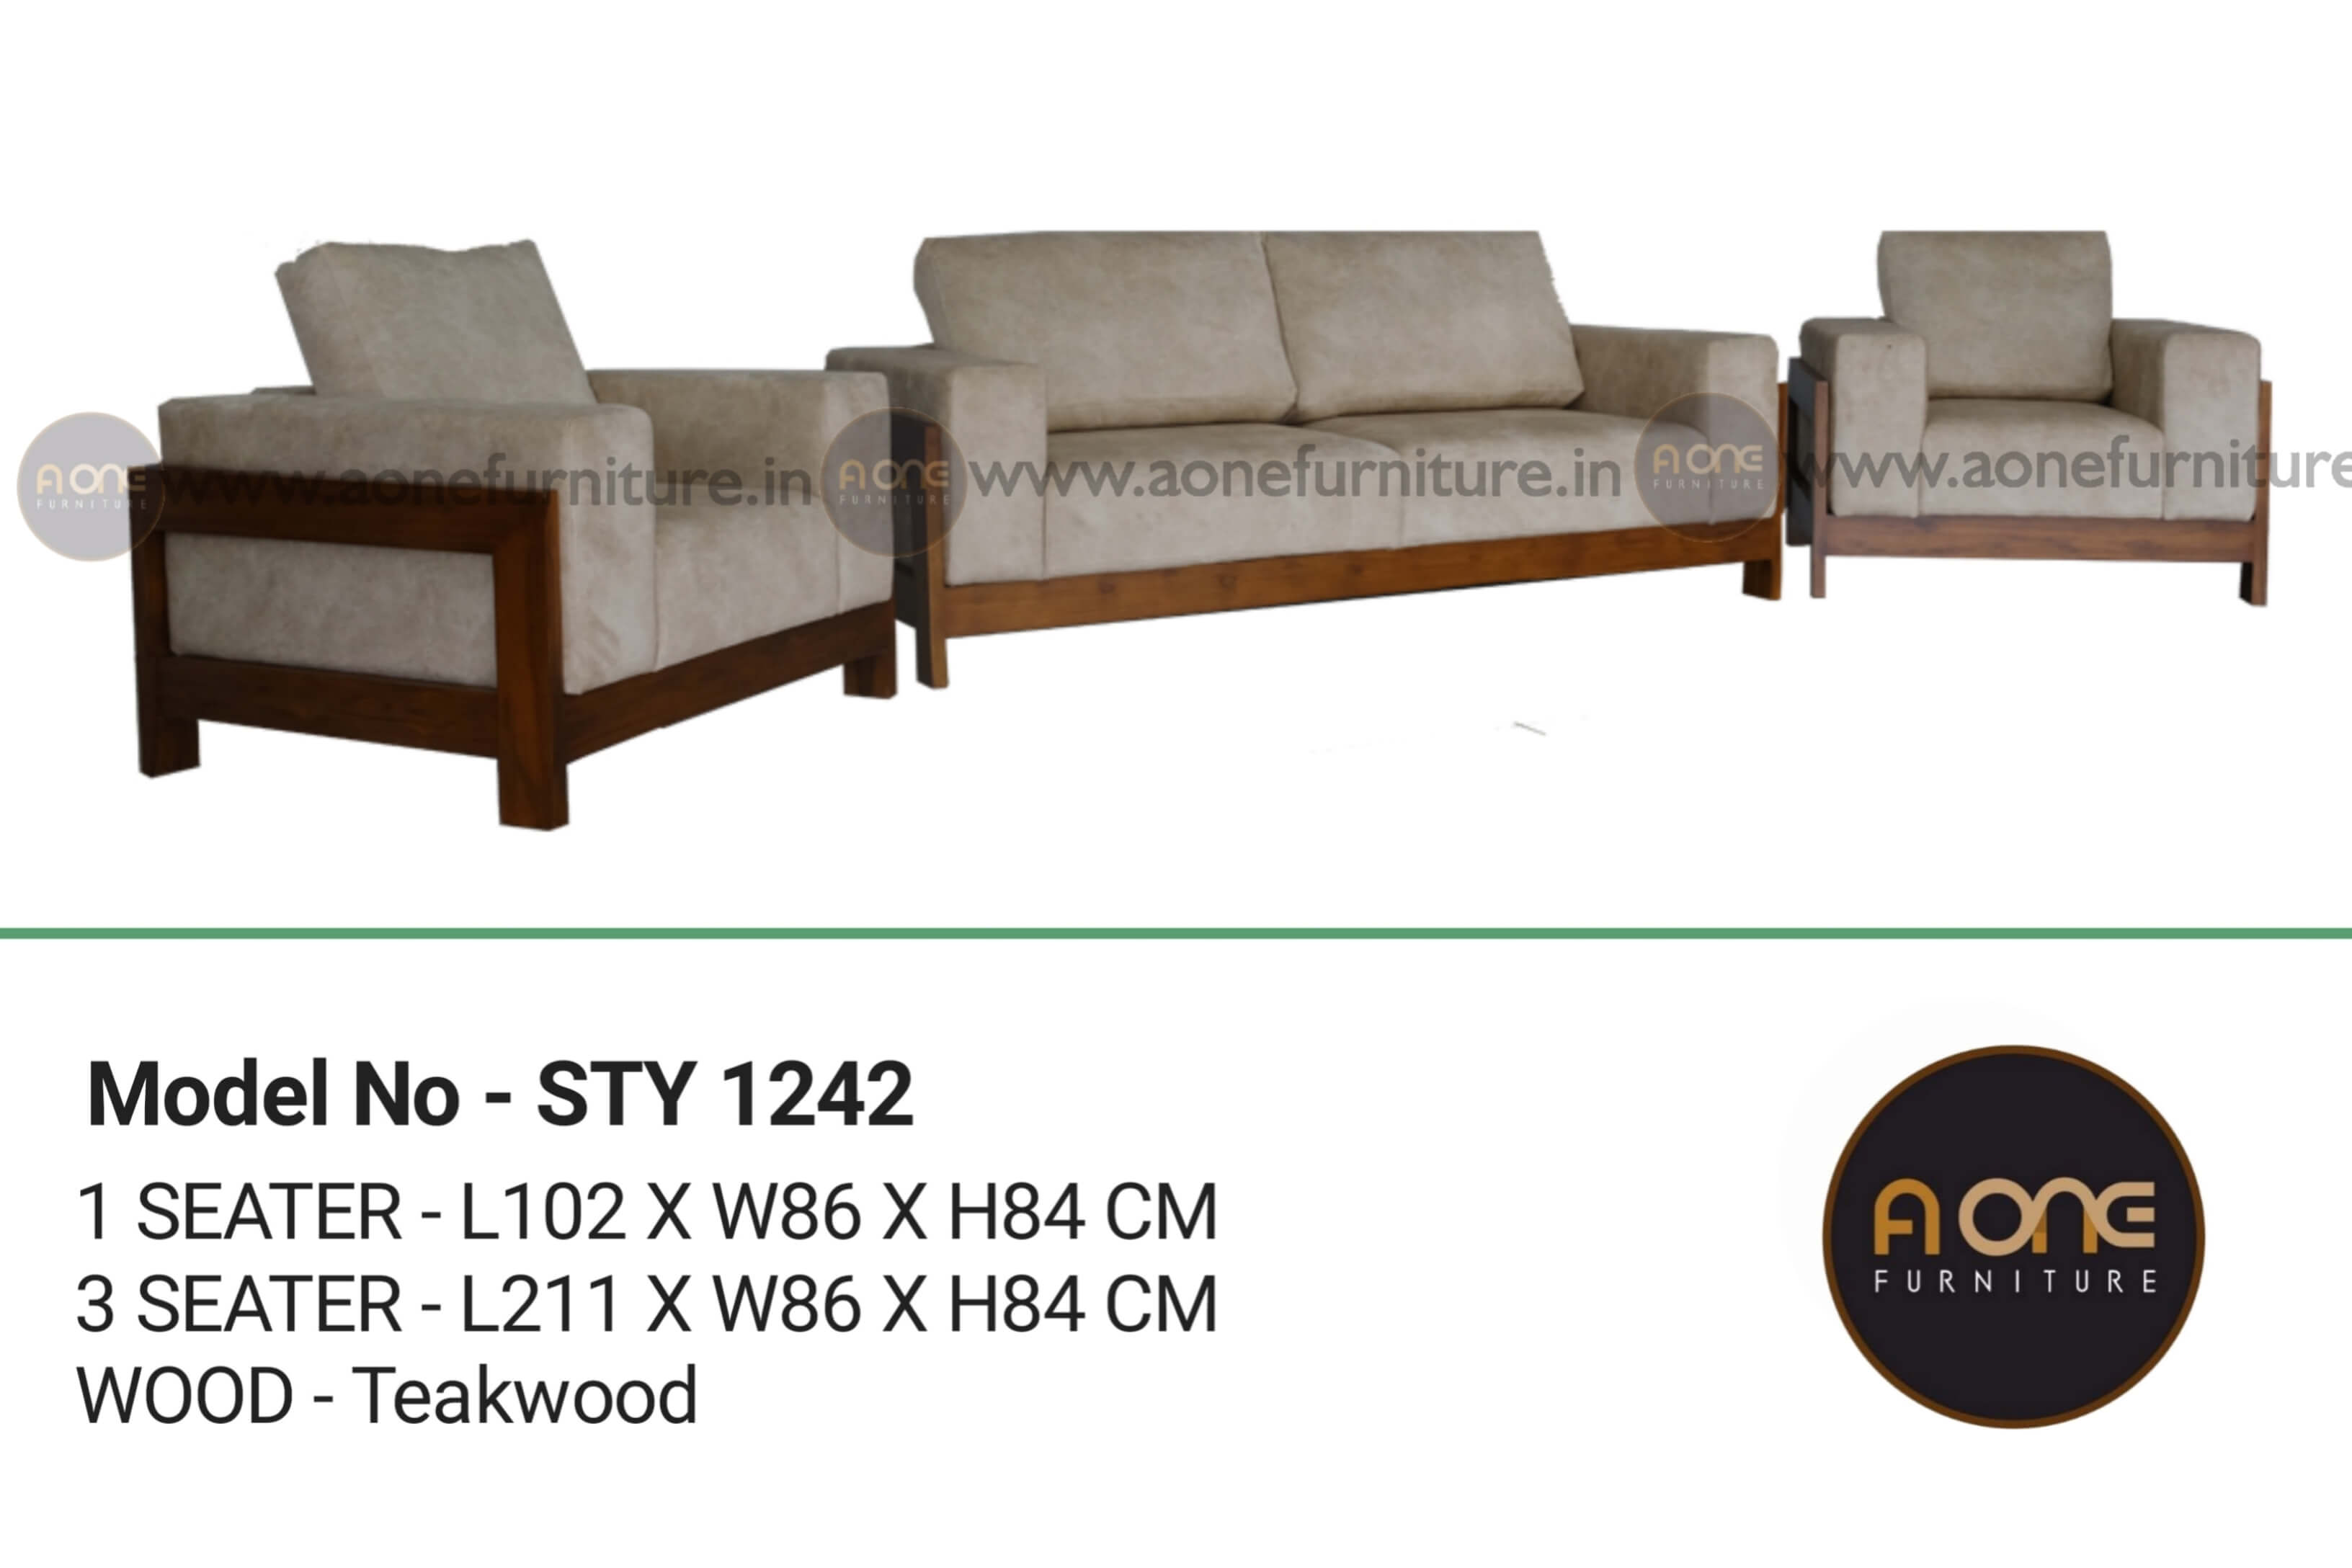 A ONE www.aonefurniture.in A ONE www.aonefurniture.in A ONE www.aonefurniture
FURNITURE FURNITURE FURNITURE
Model No - STY 1242
1 SEATER - L102 X W86 X H84 CM
3 SEATER - L211 X W86 X H84 CM
WOOD - Teakwood
A ONE
FURNITURE